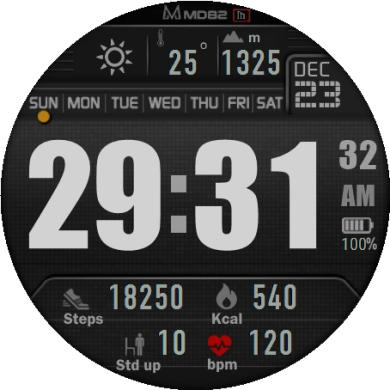 MD82 1h
25° 1325 m
DEC
23
SUN MON TUE WED THU FRI SAT
29:31
32
AM
100%
18250 540
Steps Kcal
10 120
Std up bpm